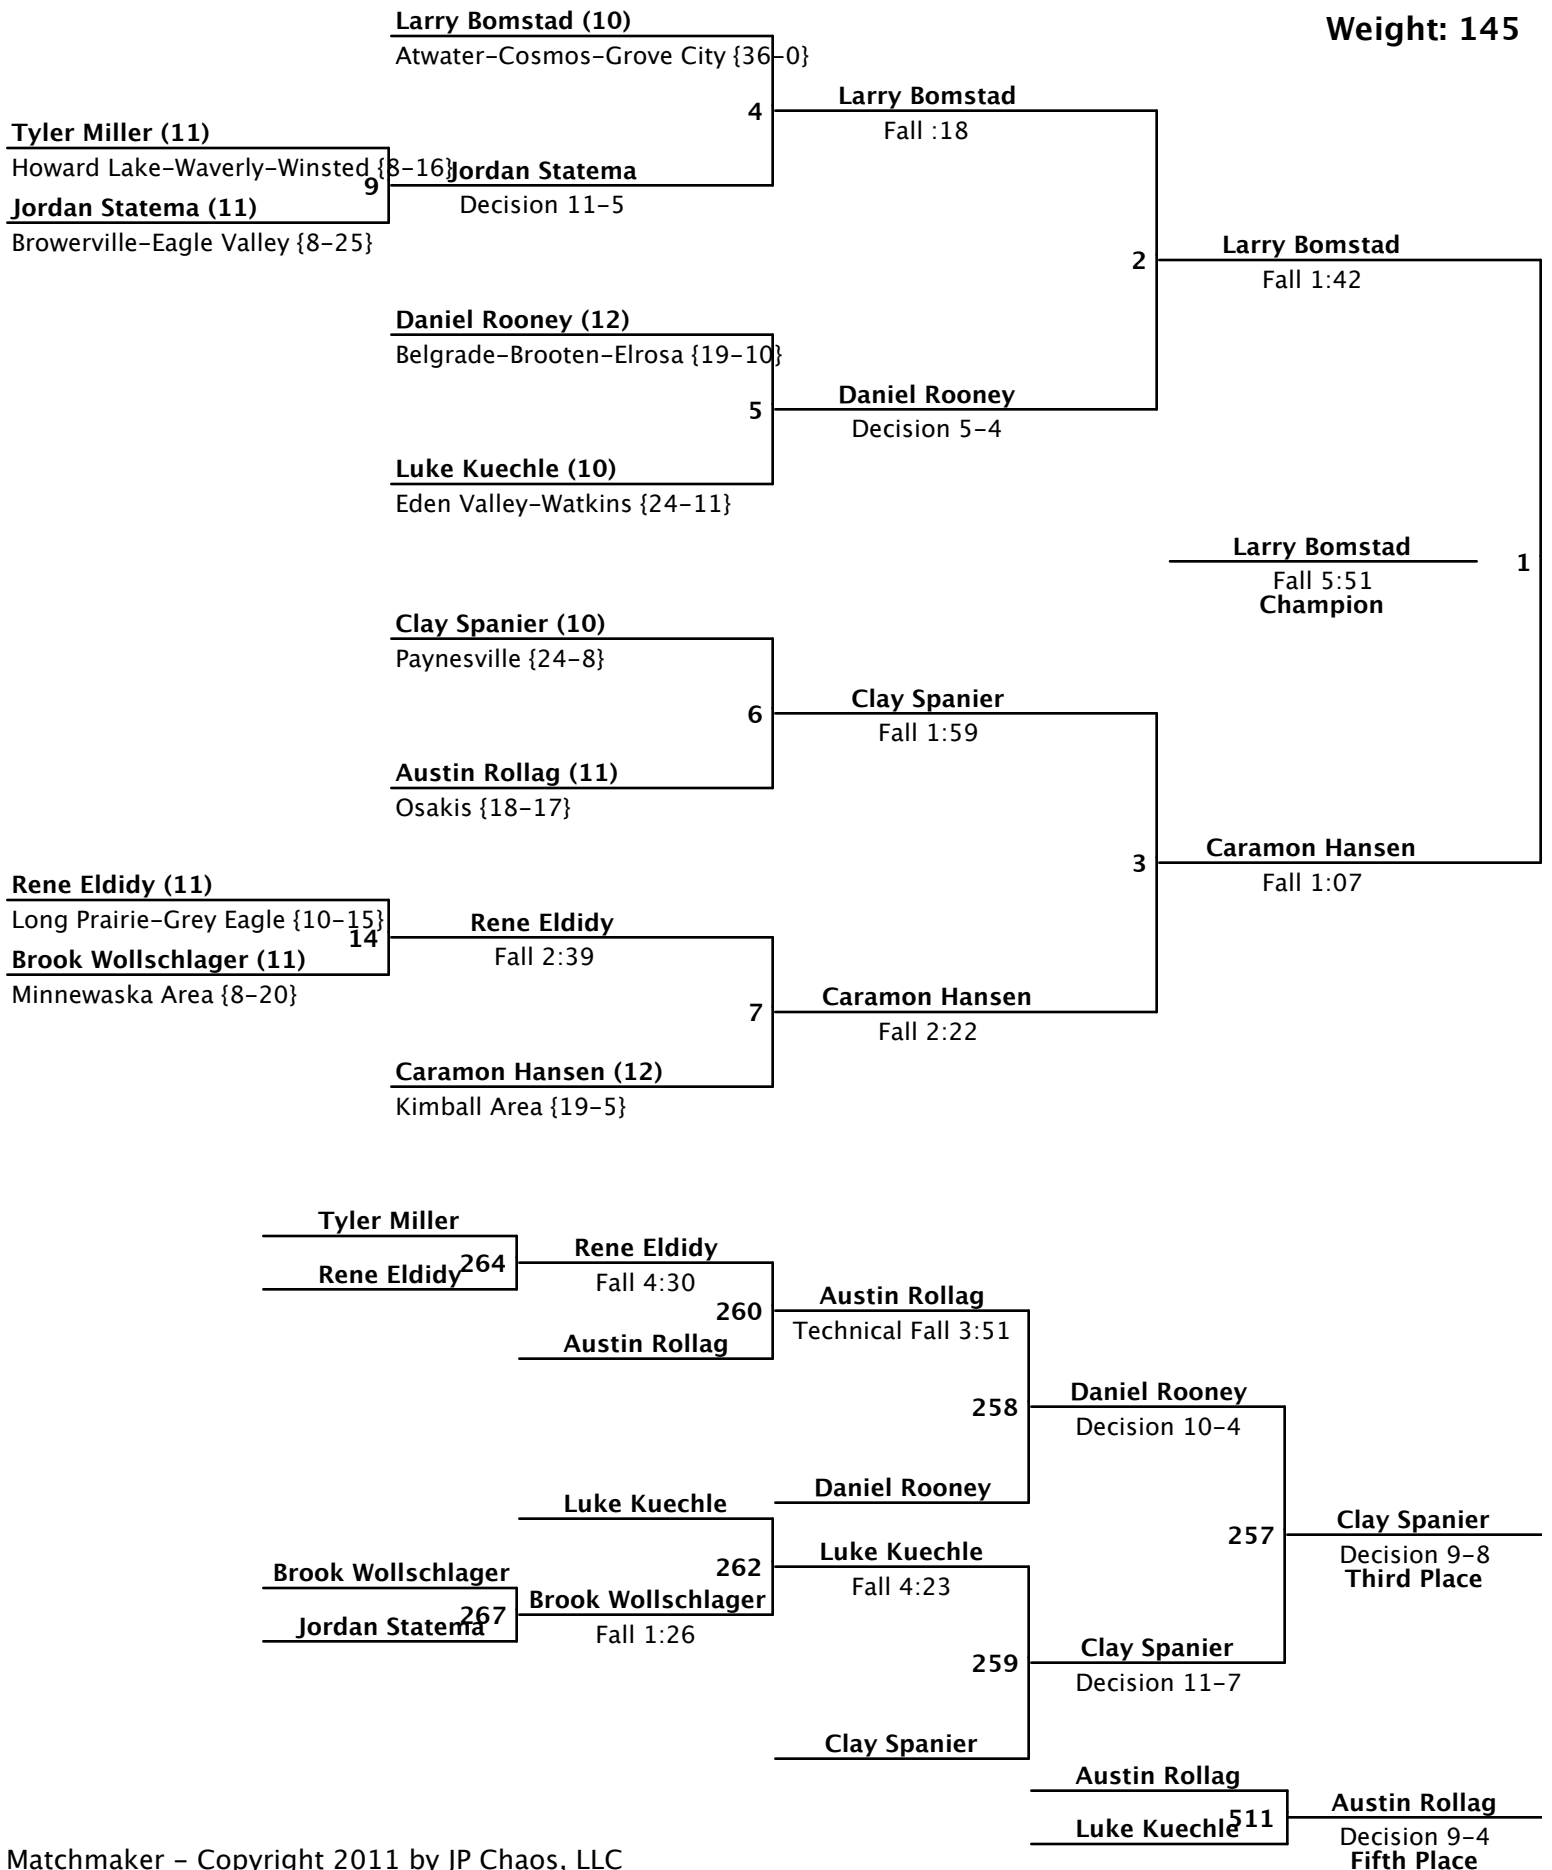 Weight: 145
Larry Bomstad (10)
Atwater-Cosmos-Grove City {36-0}
4
Larry Bomstad
Fall :18
Tyler Miller (11)
Howard Lake-Waverly-Winsted {8-16}
9
Jordan Statema
Decision 11-5
Jordan Statema (11)
Browerville-Eagle Valley {8-25}
2
Larry Bomstad
Fall 1:42
Daniel Rooney (12)
Belgrade-Brooten-Elrosa {19-10}
5
Daniel Rooney
Decision 5-4
Luke Kuechle (10)
Eden Valley-Watkins {24-11}
Larry Bomstad
Fall 5:51
Champion
1
Clay Spanier (10)
Paynesville {24-8}
6
Clay Spanier
Fall 1:59
Austin Rollag (11)
Osakis {18-17}
3
Caramon Hansen
Fall 1:07
Rene Eldidy (11)
Long Prairie-Grey Eagle {10-15}
14
Rene Eldidy
Fall 2:39
Brook Wollschlager (11)
Minnewaska Area {8-20}
7
Caramon Hansen
Fall 2:22
Caramon Hansen (12)
Kimball Area {19-5}
Tyler Miller
264
Rene Eldidy
Rene Eldidy
Fall 4:30
260
Austin Rollag
Austin Rollag
Technical Fall 3:51
258
Daniel Rooney
Decision 10-4
Daniel Rooney
Luke Kuechle
262
Luke Kuechle
Fall 4:23
257
Clay Spanier
Decision 9-8
Third Place
Brook Wollschlager
267
Jordan Statema
Brook Wollschlager
Fall 1:26
259
Clay Spanier
Decision 11-7
Clay Spanier
Austin Rollag
511
Luke Kuechle
Austin Rollag
Decision 9-4
Fifth Place
Matchmaker - Copyright 2011 by JP Chaos, LLC